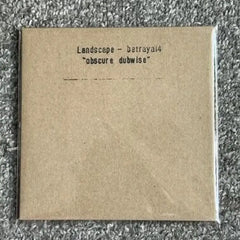 Landscape - betrayal4
"obscure dubwise"